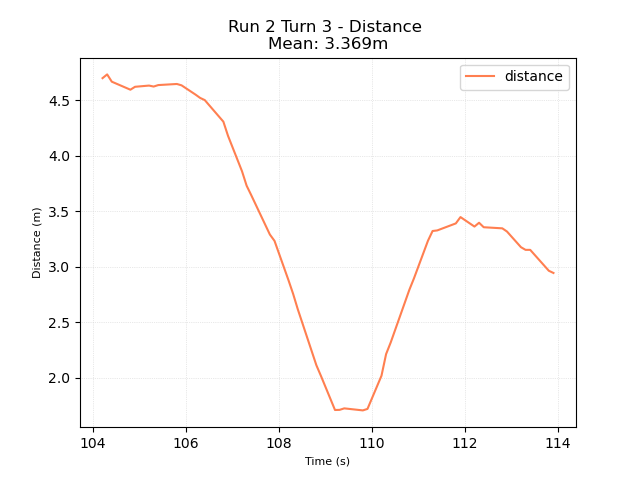 Run 2 Turn 3 - Distance
Mean: 3.369m
distance
4.5
4.0
3.5
3.0
2.5
2.0
Distance (m)
104 106 108 110 112 114
Time (s)